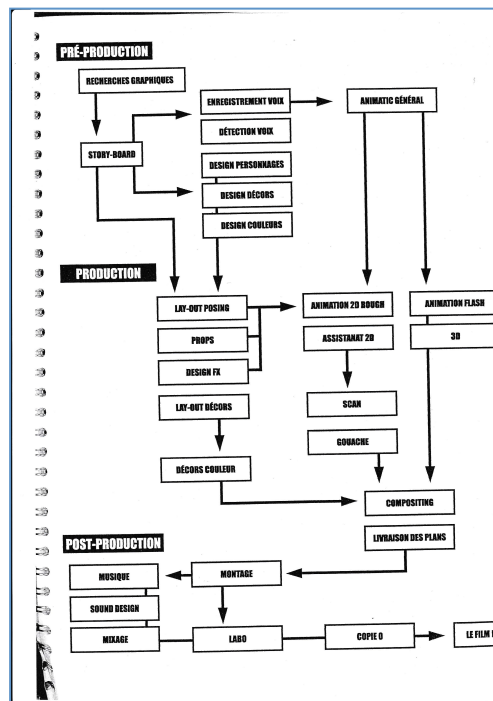 PRÉ-PRODUCTION
RECHERCHES GRAPHIQUES
ENREGISTREMENT VOIX
ANIMATIC GÉNÉRAL
DÉTECTION VOIX
STORY-BOARD
DESIGN PERSONNAGES
DESIGN DÉCORS
DESIGN COULEURS
PRODUCTION
LAY-OUT POSING
ANIMATION 2D ROUGH
ANIMATION FLASH
PROPS
ASSISTANAT 2D
3D
DESIGN FX
LAY-OUT DÉCORS
SCAN
GOUACHE
DÉCORS COULEUR
COMPOSITING
LIVRAISON DES PLANS
POST-PRODUCTION
MUSIQUE
MONTAGE
SOUND DESIGN
MIXAGE
LABO
COPIE 0
LE FILM